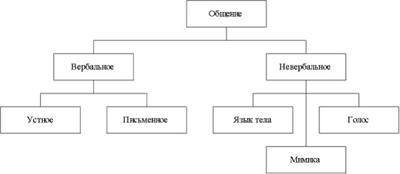 Общение
Вербальное
Невербальное
Устное
Письменное
Язык тела
Голос
Мимика